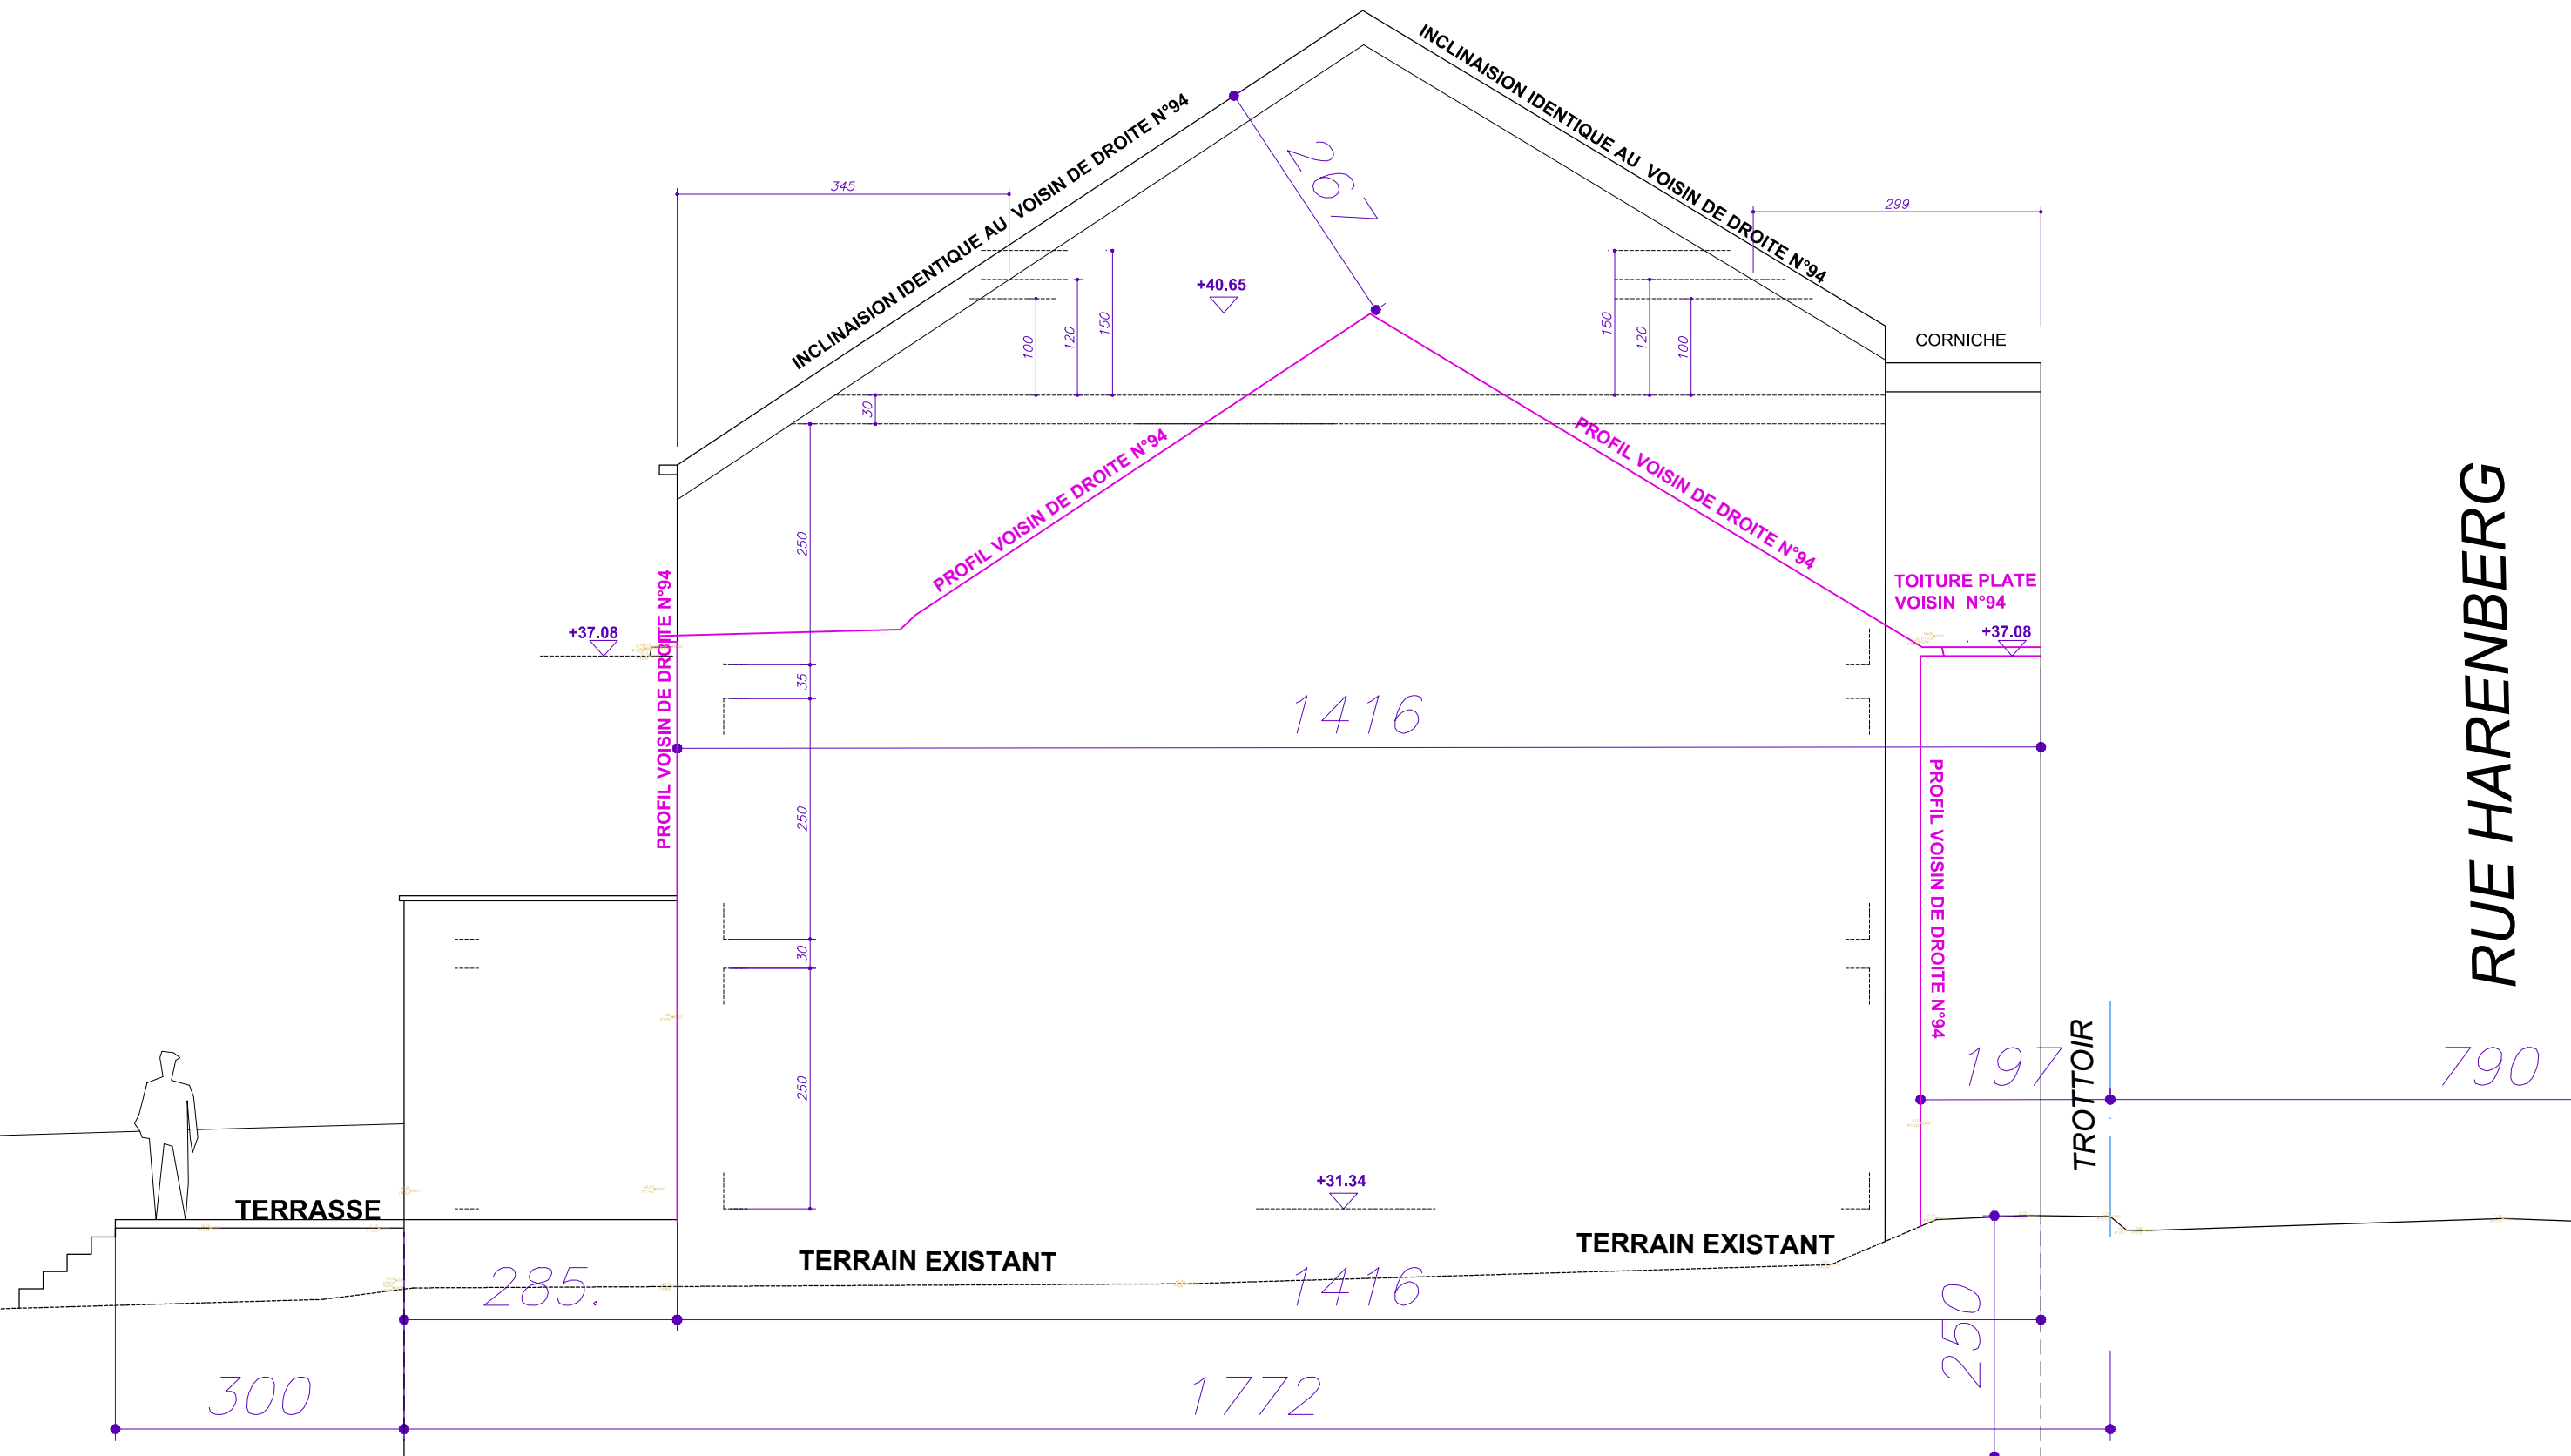 INCLINAISION IDENTIQUE AU VOISIN DE DROITE N°94
INCLINAISION IDENTIQUE AU VOISIN DE DROITE N°94
267
345
299
+40.65
150
120
100
150
120
100
30
CORNICHE
PROFIL VOISIN DE DROITE N°94
PROFIL VOISIN DE DROITE N°94
250
TOITURE PLATE
VOISIN N°94
+37.08
+37.08
PROFIL VOISIN DE DROITE N°94
35
1416
250
PROFIL VOISIN DE DROITE N°94
RUE HARENBERG
30
250
197
TROTTOIR
790
+31.34
TERRASSE
TERRAIN EXISTANT
TERRAIN EXISTANT
285.
1416
250
300
1772